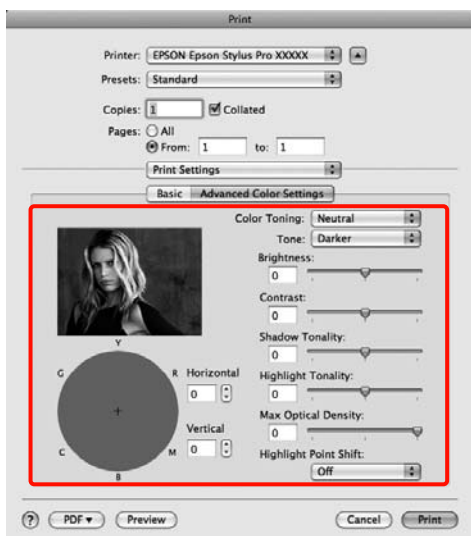 Print
Printer: EPSON Epson Stylus Pro XXXXX
Presets: Standard
Copies: 1 Collated
Pages: All
From: 1 to: 1
Print Settings
Basic Advanced Color Settings
Color Toning: Neutral
Tone: Darker
Brightness:
0
Contrast:
0
Shadow Tonality:
0
Highlight Tonality:
0
Max Optical Density:
0
Highlight Point Shift:
Off
Y
G R
C M
B
Horizontal
0
Vertical
0
? PDF Preview Cancel Print